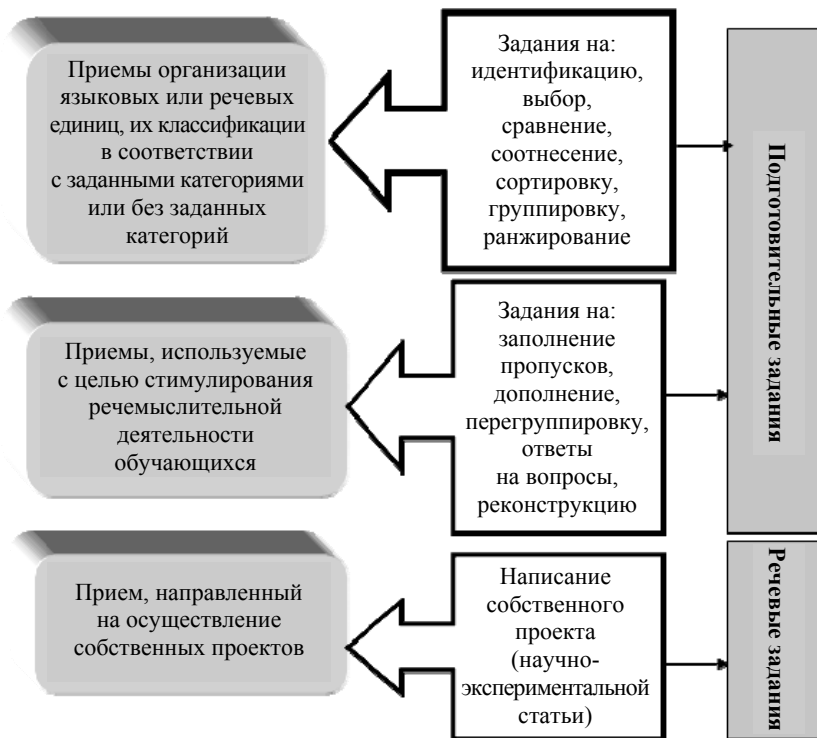 Приемы организации
языковых или речевых
единиц, их классификации
в соответствии
с заданными категориями
или без заданных
категорий
Задания на:
идентификацию,
выбор,
сравнение,
соотнесение,
сортировку,
группировку,
ранжирование
Подготовительные задания
Приемы, используемые
с целью стимулирования
речемыслительной
деятельности
обучающихся
Задания на:
заполнение
пропусков,
дополнение,
перегруппировку,
ответы
на вопросы,
реконструкцию
Прием, направленный
на осуществление
собственных проектов
Написание
собственного
проекта
(научно-
экспериментальной
статьи)
Речевые задания